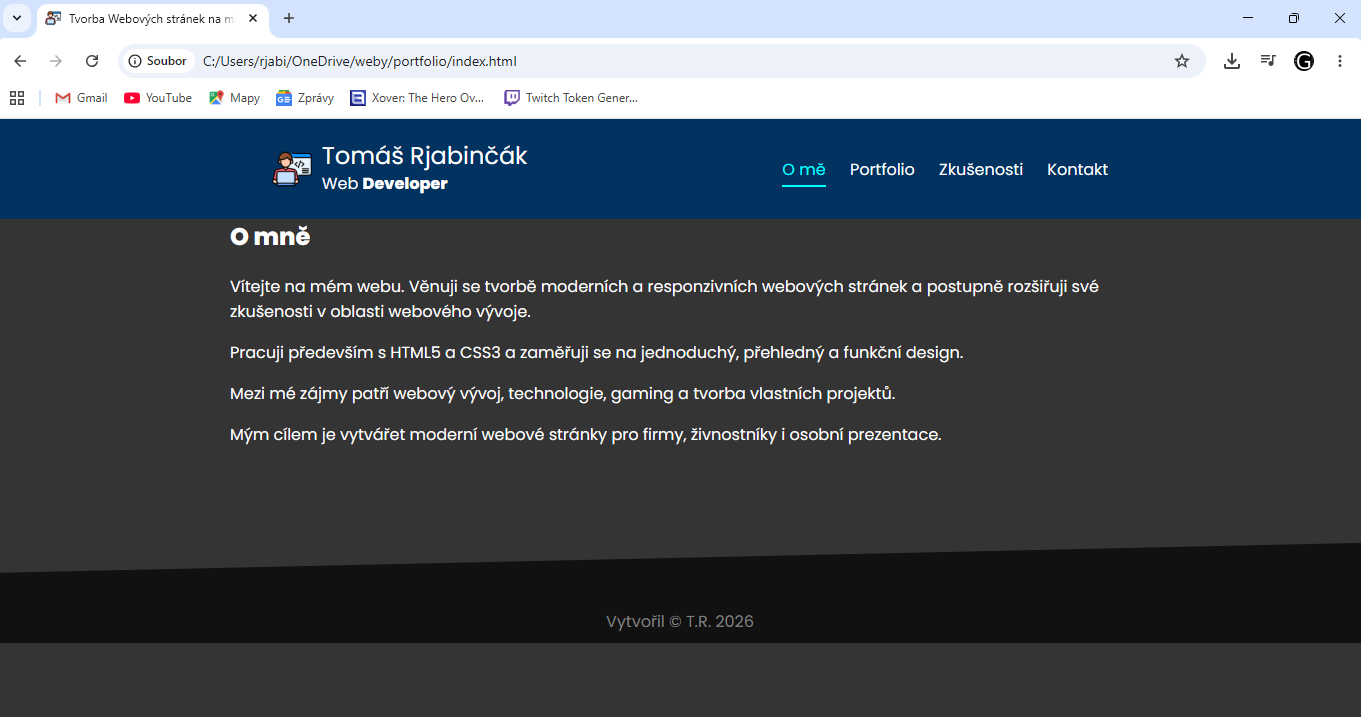 Tvorba Webových stránek na m
Soubor
C:/Users/rjabi/OneDrive/weby/portfolio/index.html
Gmail
YouTube
Mapy
Zprávy
Xover: The Hero Ov...
Twitch Token Gener...
Tomáš Rjabinčák
Web Developer
O mě
Portfolio
Zkušenosti
Kontakt
O mně
Vítejte na mém webu. Věnuji se tvorbě moderních a responzivních webových stránek a postupně rozšiřuji své
zkušenosti v oblasti webového vývoje.
Pracuji především s HTML5 a CSS3 a zaměřuji se na jednoduchý, přehledný a funkční design.
Mezi mé zájmy patří webový vývoj, technologie, gaming a tvorba vlastních projektů.
Mým cílem je vytvářet moderní webové stránky pro firmy, živnostníky i osobní prezentace.
Vytvořil © T.R. 2026